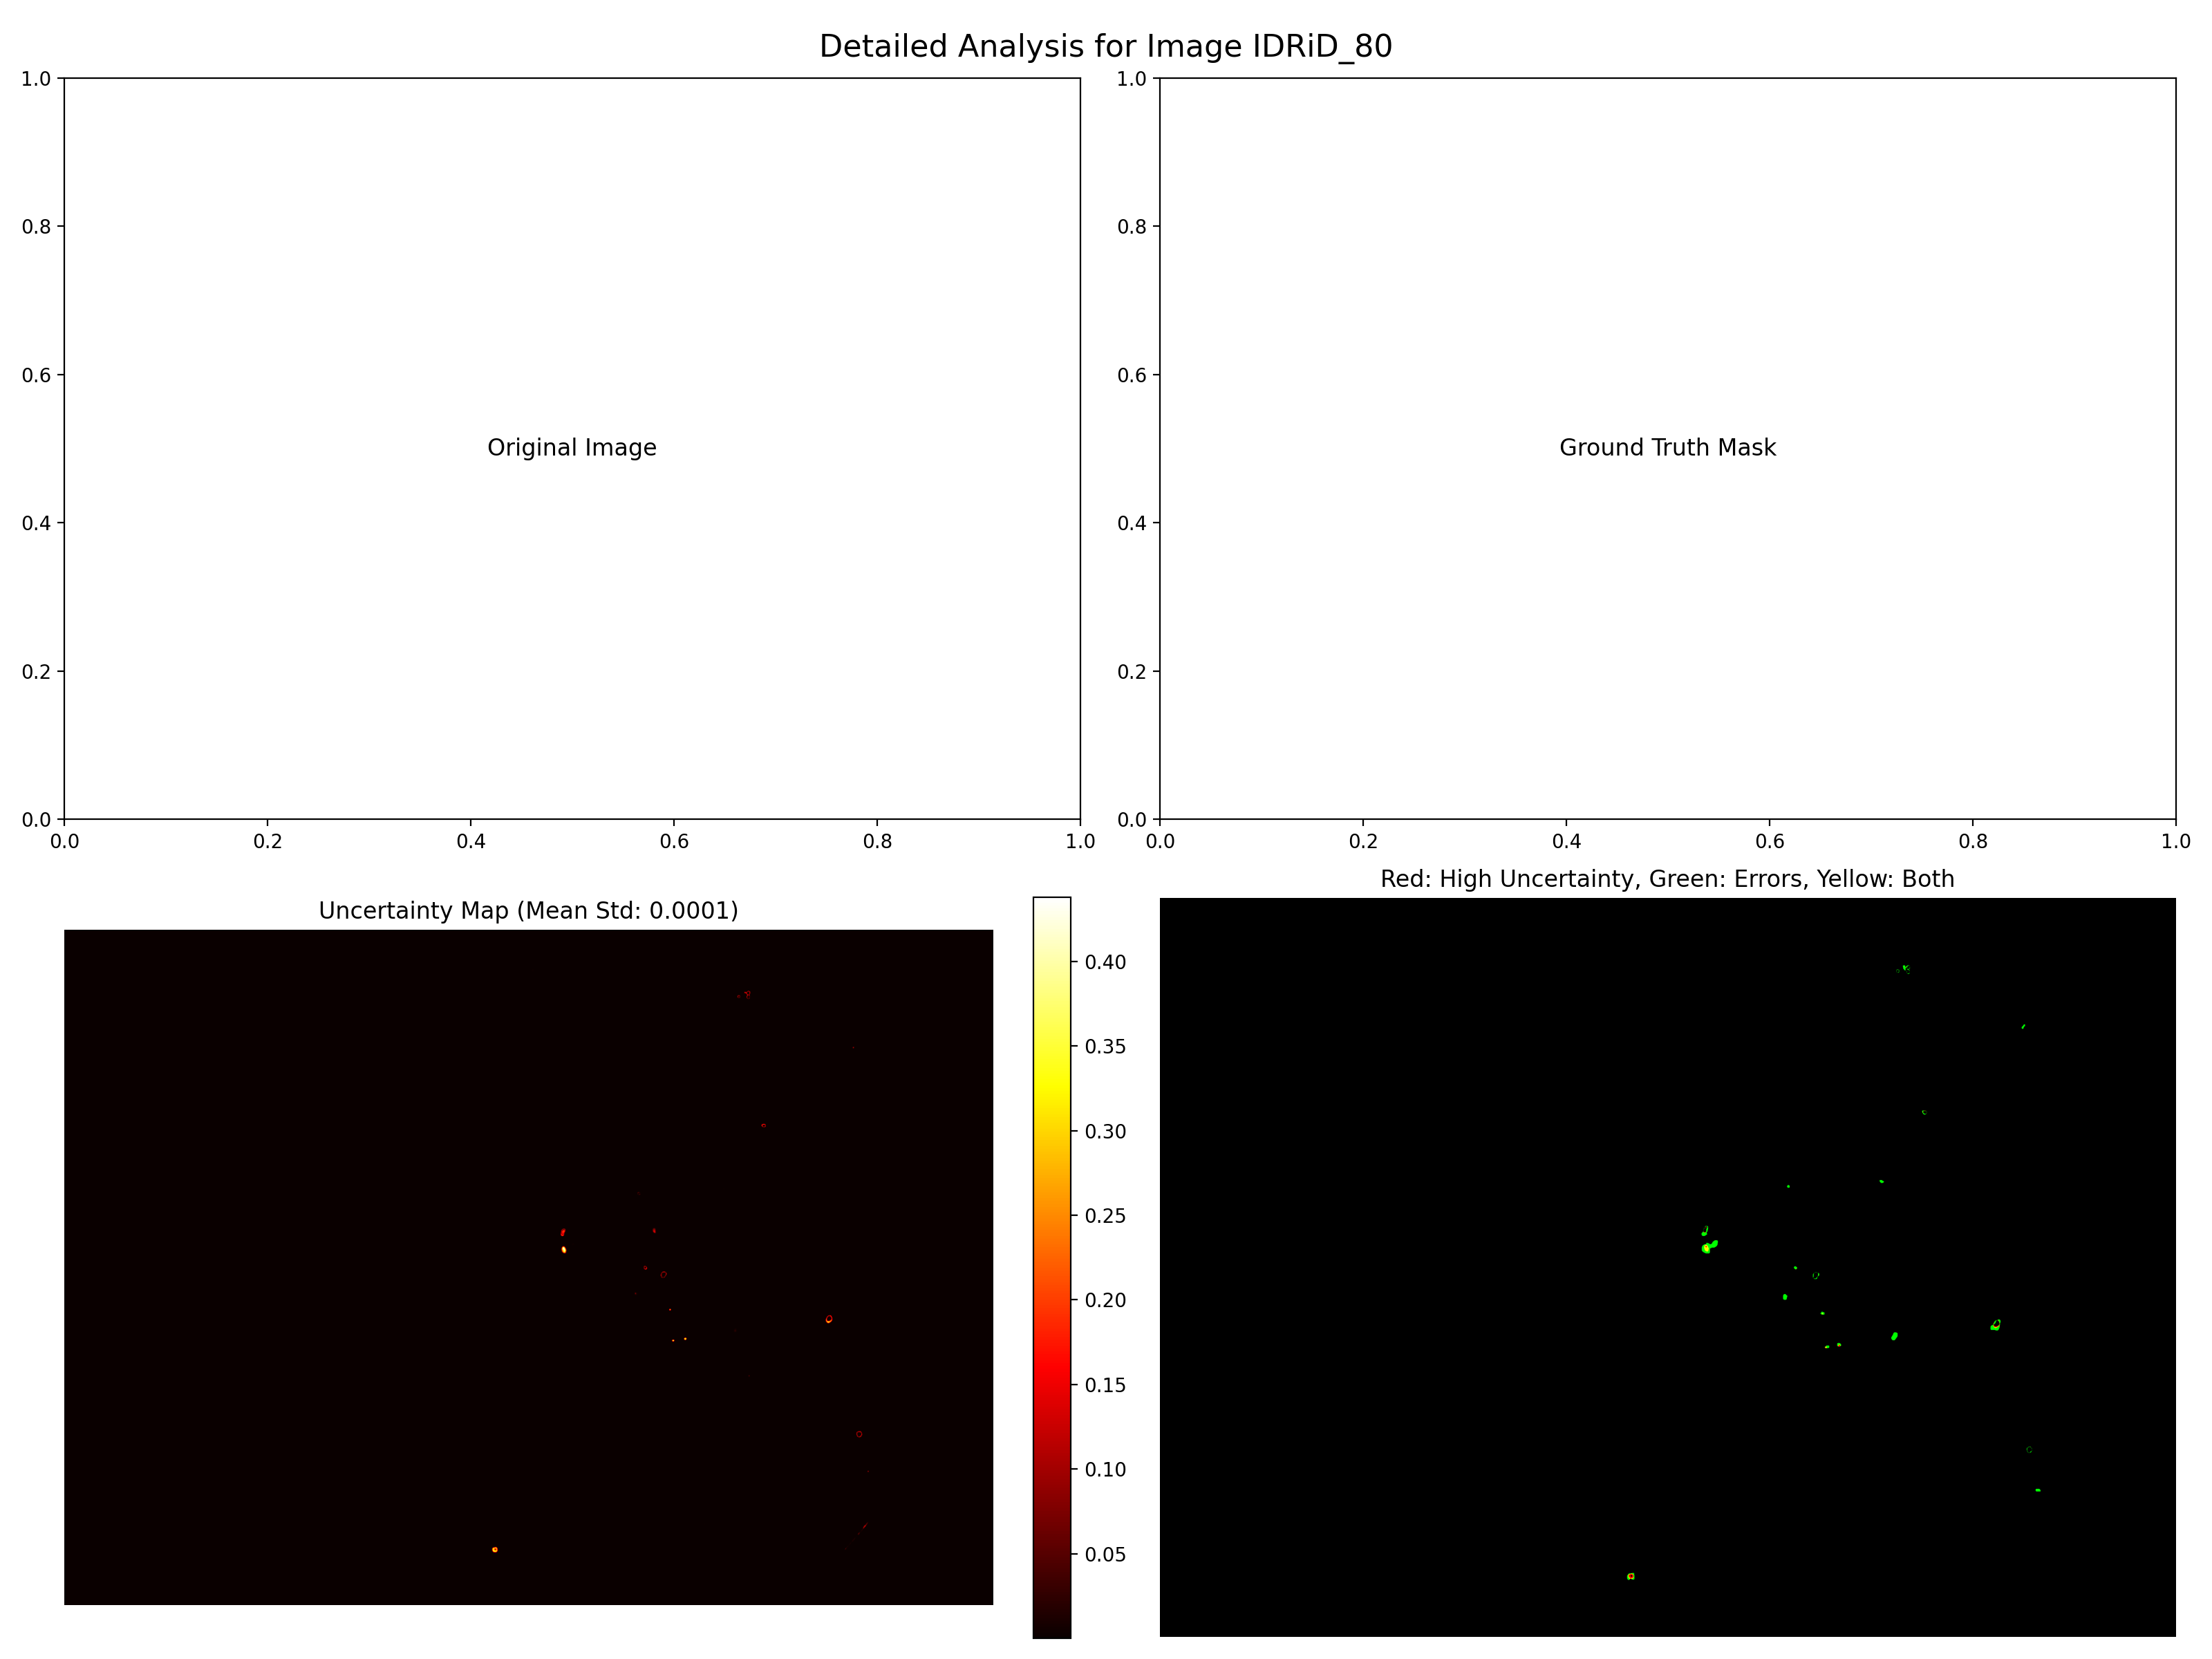 Detailed Analysis for Image IDRiD_80
1.0
0.8
0.6
0.4
0.2
0.0
0.0 0.2 0.4 0.6 0.8 1.0
Original Image
1.0
0.8
0.6
0.4
0.2
0.0
0.0 0.2 0.4 0.6 0.8 1.0
Ground Truth Mask
Uncertainty Map (Mean Std: 0.0001)
0.40
0.35
0.30
0.25
0.20
0.15
0.10
0.05
Red: High Uncertainty, Green: Errors, Yellow: Both